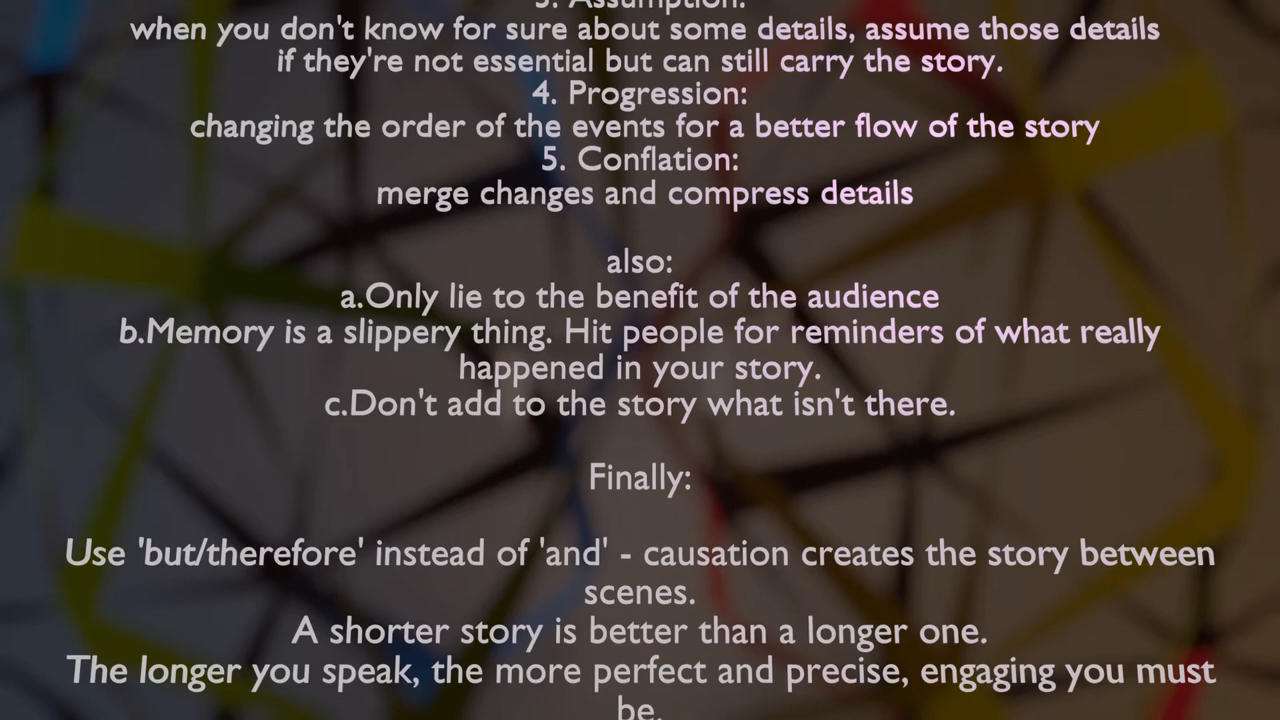 3. Assumption:
when you don't know for sure about some details, assume those details
if they're not essential but can still carry the story.
4. Progression:
changing the order of the events for a better flow of the story
5. Conflation:
merge changes and compress details
also:
a.Only lie to the benefit of the audience
b.Memory is a slippery thing. Hit people for reminders of what really
happened in your story.
c.Don't add to the story what isn't there.
Finally:
Use 'but/therefore' instead of 'and' - causation creates the story between
scenes.
A shorter story is better than a longer one.
The longer you speak, the more perfect and precise, engaging you must
be.